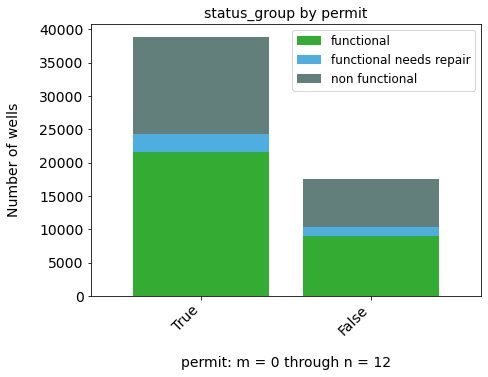 status_group by permit
functional
functional needs repair
non functional
Number of wells
40000
35000
30000
25000
20000
15000
10000
5000
0
True
False
permit: m = 0 through n = 12